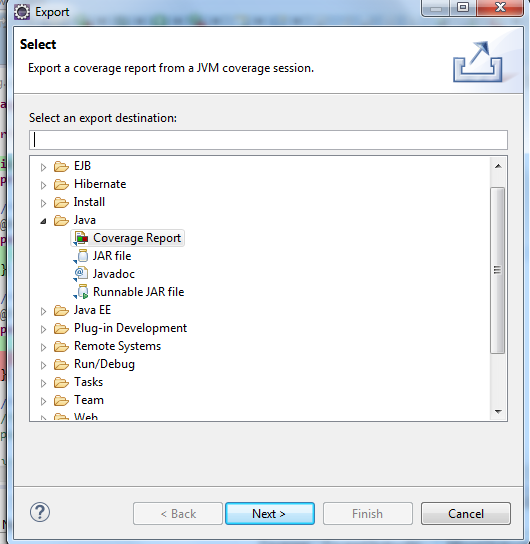 Export
Select
Export a coverage report from a JVM coverage session.
Select an export destination:
EJB
Hibernate
Install
Java
Coverage Report
JAR file
Javadoc
Runnable JAR file
Java EE
Plug-in Development
Remote Systems
Run/Debug
Tasks
Team
Web
< Back
Next >
Finish
Cancel